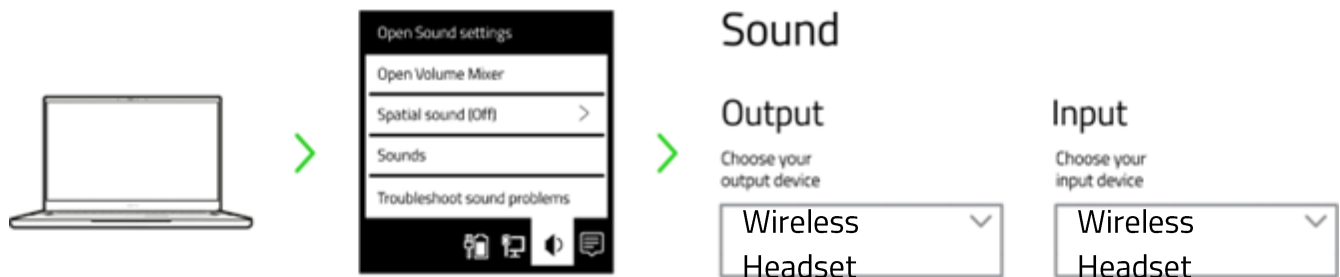 Open Sound settings
Open Volume Mixer
Spatial sound (Off)
Sounds
Troubleshoot sound problems
Sound
Output
Choose your
output device
Wireless
Headset
Input
Choose your
input device
Wireless
Headset